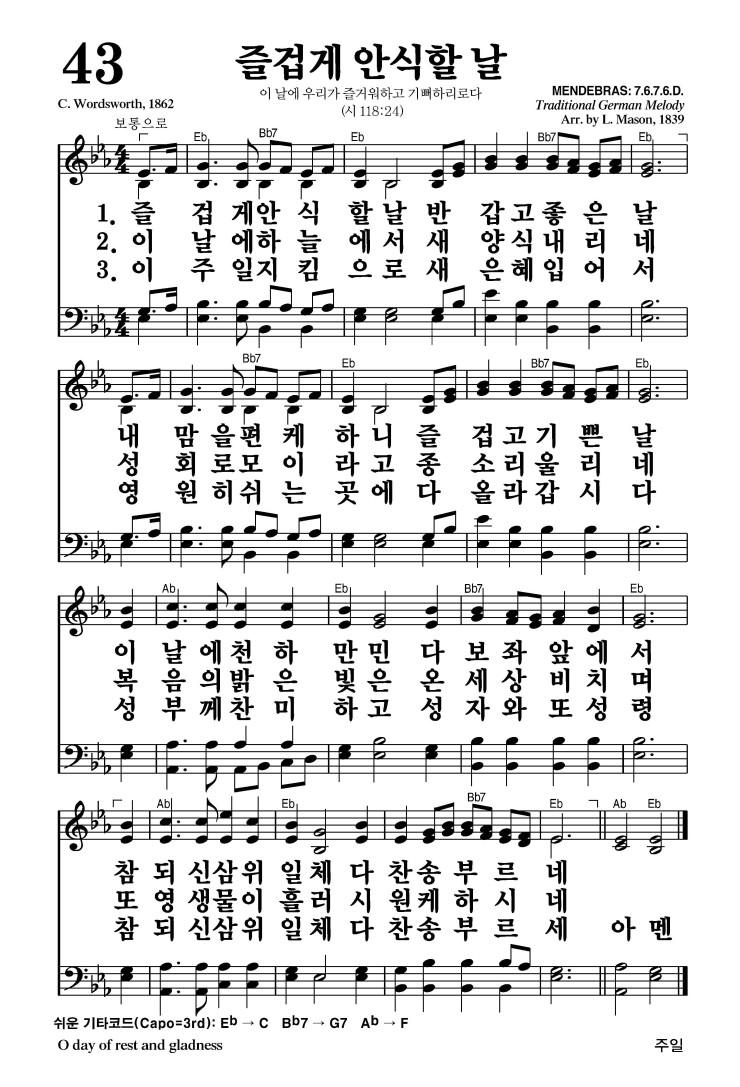 43
즐겁게 안식할 날
이 날에 우리가 즐거워하고 기뻐하리로다
(시 118:24)
C. Wordsworth, 1862
보통으로
MENDEBRAS: 7.6.7.6.D.
Traditional German Melody
Arr. by L. Mason, 1839
Eb Bb7 Eb Bb7 Eb
1. 즐 겁 게안 식 할 날 반 갑 고 좋 은 날
2. 이 날 에하 늘 에 서 새 양 식 내 리 네
3. 이 주 일지 킴 으 로 새 은 혜 입 어 서
Bb7 Eb Bb7 Eb
내 맘 을편 케 하 니 즐 겁 고 기 쁜 날
성 회 로모 이 라 고 종 소 리 울 리 네
영 원 히쉬 는 곳 에 다 올 라 갑 시 다
Ab Eb Bb7 Eb
이 날 에천 하 만 민 다 보 좌 앞 에 서
복 음 의밝 은 빛 은 온 세 상 비 치 며
성 부 께찬 미 하 고 성 자 와 또 성 령
Ab Eb Bb7 Eb Ab Eb
참 되 신삼 위 일 체 다 찬 송 부 르 네
또 영 생물 이 흘 러 시 원 케 하 시 네
참 되 신삼 위 일 체 다 찬 송 부 르 세 아 멘
쉬운 기타코드(Capo=3rd): Eb → C Bb7 → G7 Ab → F
O day of rest and gladness
주일